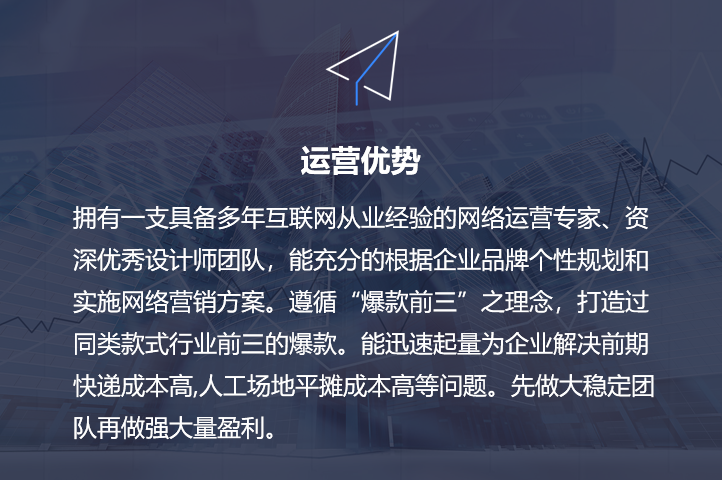 运营优势
拥有一支具备多年互联网从业经验的网络运营专家、资
深优秀设计师团队，能充分的根据企业品牌个性规划和
实施网络营销方案。遵循“爆款前三”之理念，打造过
同类款式行业前三的爆款。能迅速起量为企业解决前期
快递成本高,人工场地平摊成本高等问题。先做大稳定团
队再做强大量盈利。